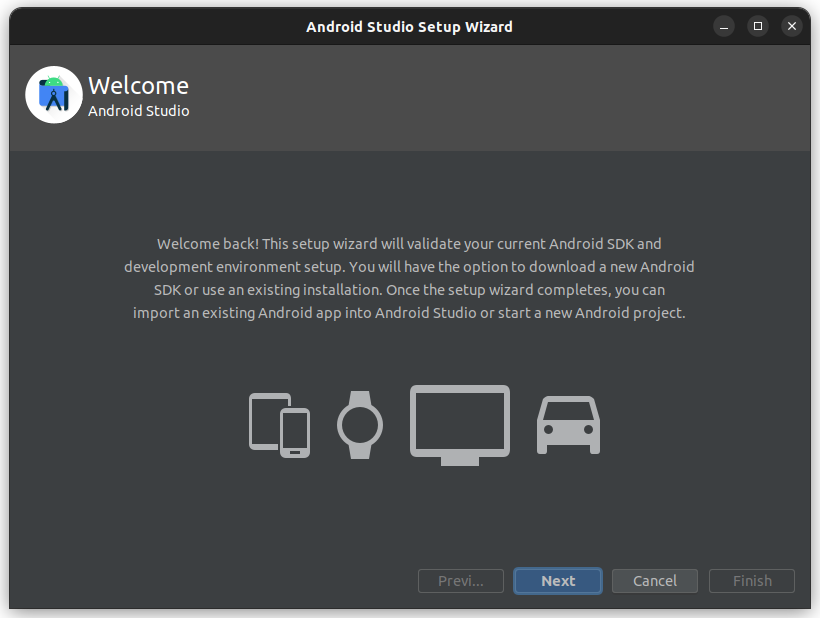 Android Studio Setup Wizard
Welcome
Android Studio
Welcome back! This setup wizard will validate your current Android SDK and
development environment setup. You will have the option to download a new Android
SDK or use an existing installation. Once the setup wizard completes, you can
import an existing Android app into Android Studio or start a new Android project.
Previ... Next Cancel Finish